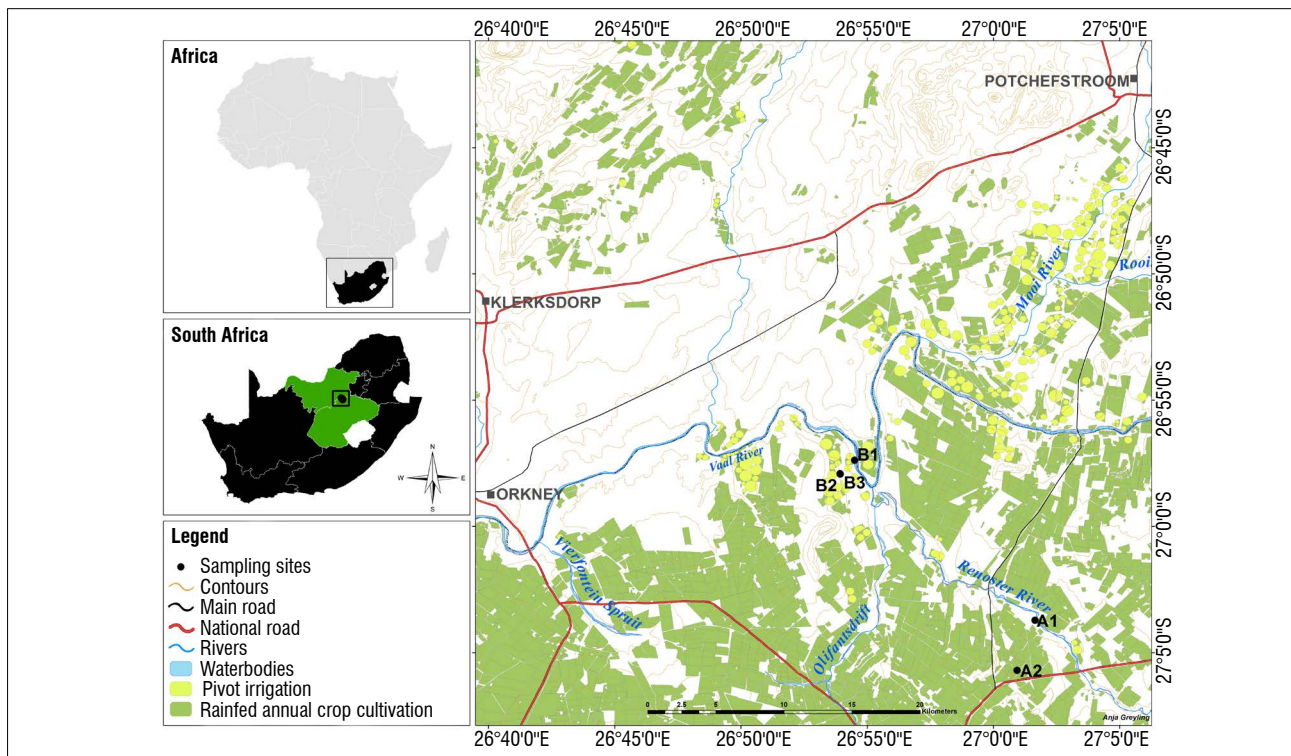 Africa
South Africa
N
W
E
S
Legend
Sampling sites
Contours
Main road
National road
Rivers
Waterbodies
Pivot irrigation
Rainfed annual crop cultivation
26°40'0"E 26°45'0"E 26°50'0"E 26°55'0"E 27°0'0"E 27°5'0"E
POTCHEFSTROOM
26°45'0"S
Mooi River
Rooi
26°50'0"S
KLERKSDORP
26°55'0"S
Vaal River
B1
B2
B3
ORKNEY
27°0'0"S
Vierfontein Spruit
Renoster River
A1
Olifantsdrift
27°5'0"S
A2
0 2.5 5 10 15 20
Kilometers
Anja Greyling
26°40'0"E 26°45'0"E 26°50'0"E 26°55'0"E 27°0'0"E 27°5'0"E